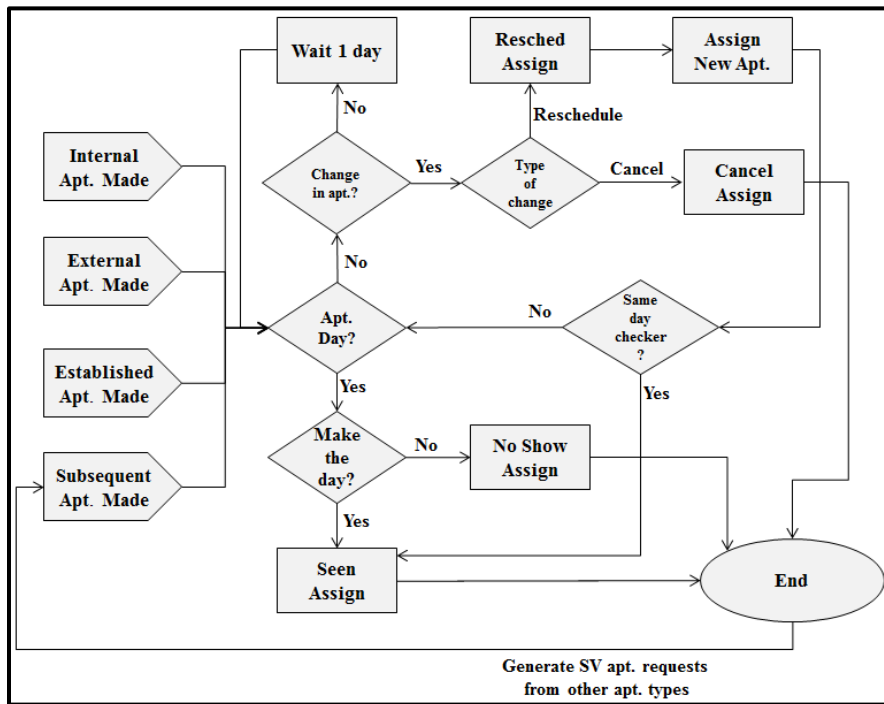 Wait 1 day
Resched
Assign
Assign
New Apt.
No
Reschedule
Internal
Apt. Made
Change
in apt.?
Yes
Type
of
change
Cancel
Cancel
Assign
External
Apt. Made
No
Apt.
Day?
No
Same
day
checker
?
Established
Apt. Made
Yes
Yes
Make
the
day?
No
No Show
Assign
Subsequent
Apt. Made
Yes
Seen
Assign
End
Generate SV apt. requests
from other apt. types